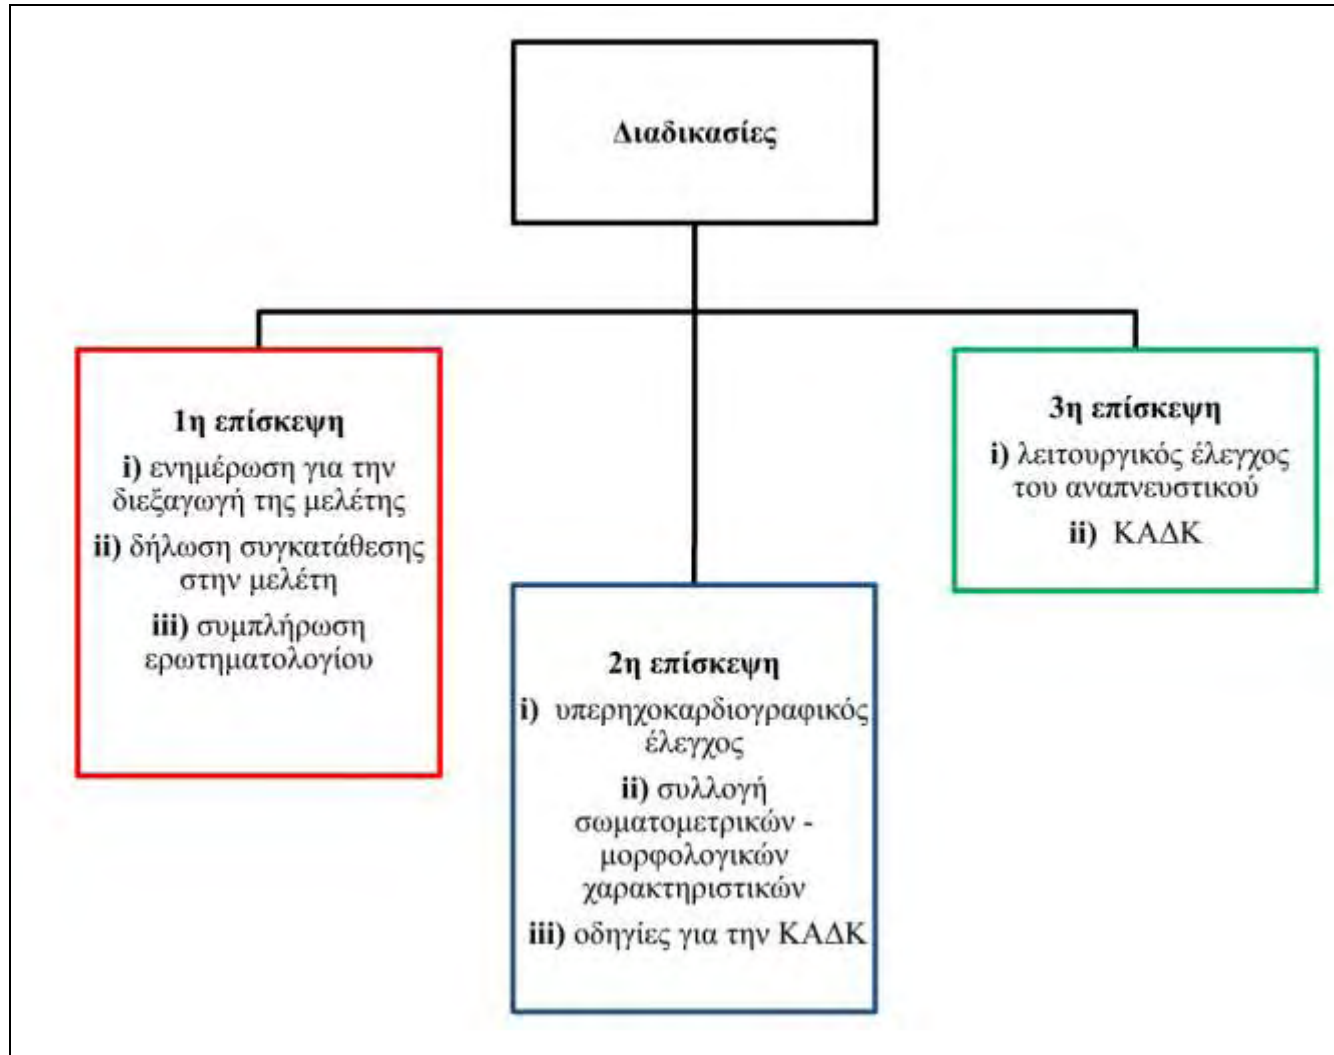 Διαδικασίες
1η επίσκεψη
i) ενημέρωση για την
διεξαγωγή της μελέτης
ii) δήλωση συγκατάθεσης
στην μελέτη
iii) συμπλήρωση
ερωτηματολογίου
2η επίσκεψη
i) υπερηχοκαρδιογραφικός
έλεγχος
ii) συλλογή
σωματομετρικών -
μορφολογικών
χαρακτηριστικών
iii) οδηγίες για την ΚΑΔΚ
3η επίσκεψη
i) λειτουργικός έλεγχος
του αναπνευστικού
ii) ΚΑΔΚ